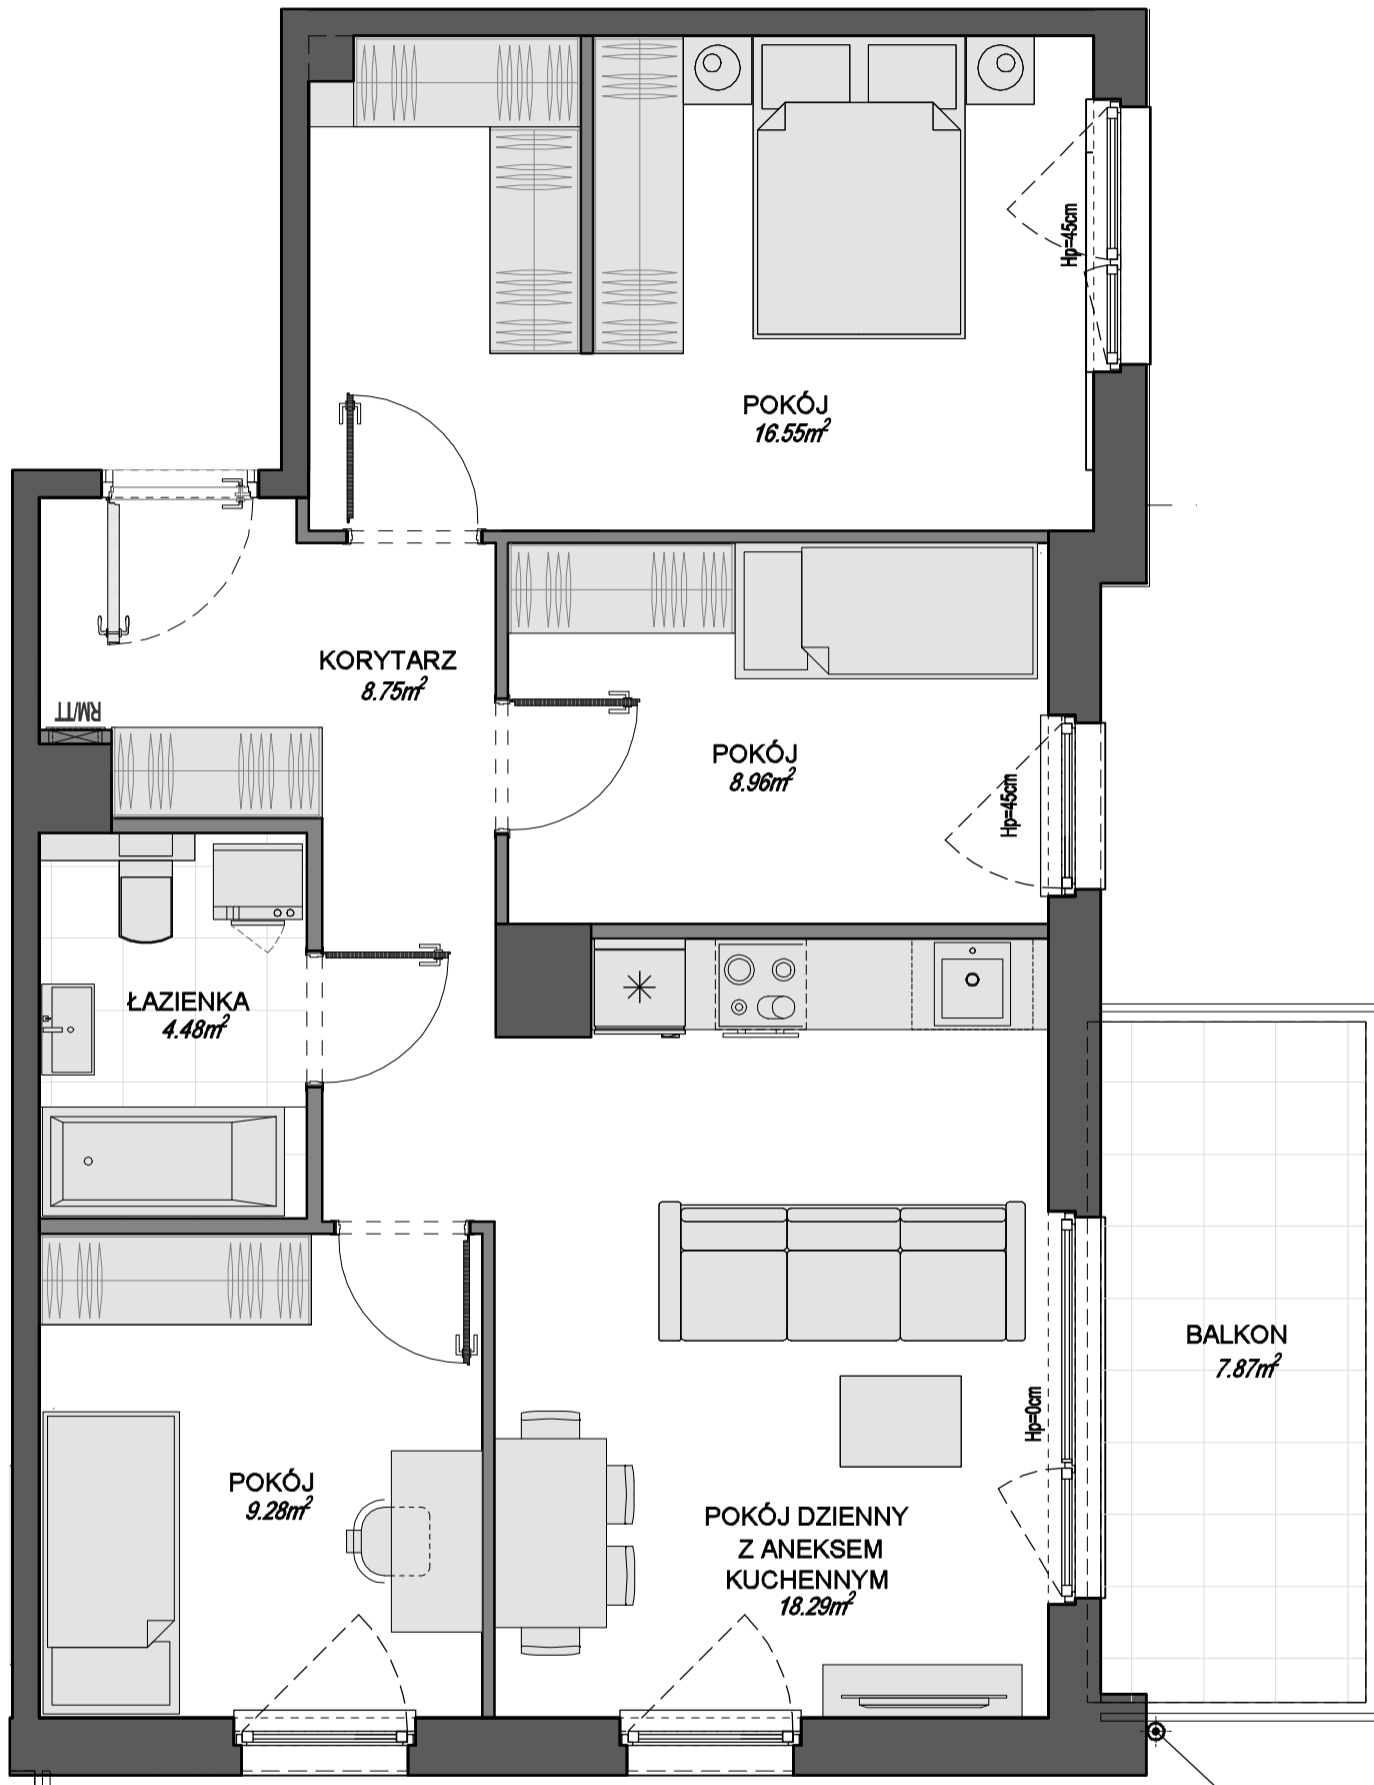 Hp=45cm
POKÓJ
16.55m²
KORYTARZ
8.75m²
RM/TT
POKÓJ
8.96m²
Hp=45cm
ŁAZIENKA
4.48m²
BALKON
7.87m²
Hp=0cm
POKÓJ
9.28m²
POKÓJ DZIENNY
Z ANEKSEM
KUCHENNYM
18.29m²